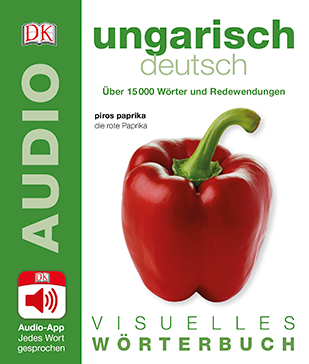 DK
ungarisch
deutsch
Über 15 000 Wörter und Redewendungen
piros paprika
die rote Paprika
AUDIO
DK
Audio-App
Jedes Wort
gesprochen
VISUELLES
WÖRTERBUCH